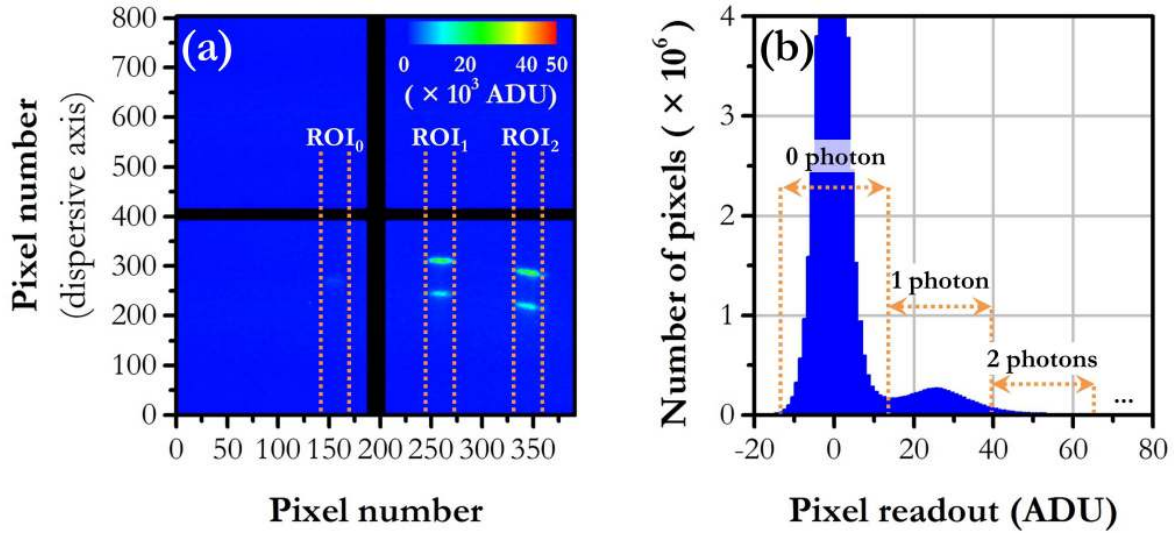 (a)
0 20 40 50
( × 10³ ADU)
ROI₀ ROI₁ ROI₂
800
700
600
500
400
300
200
100
0
0 50 100 150 200 250 300 350
Pixel number
Pixel number
(dispersive axis)
(b)
4
3
2
1
0
0 photon
1 photon
2 photons
...
-20 0 20 40 60 80
Pixel readout (ADU)
Number of pixels ( × 10⁶)